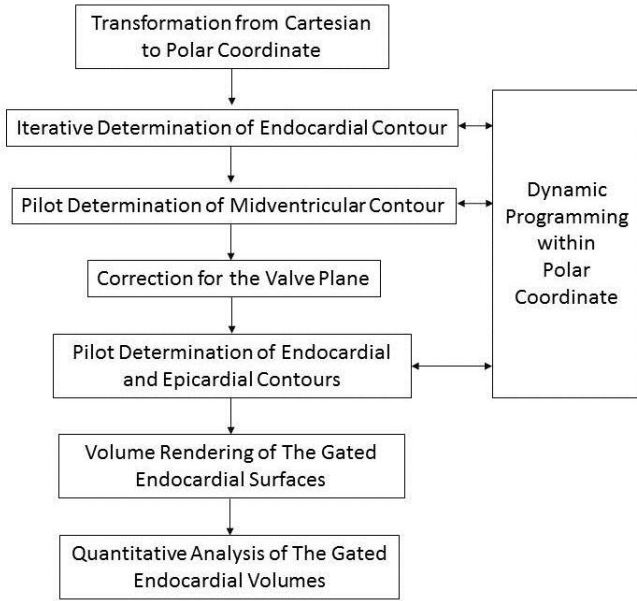 Transformation from Cartesian
to Polar Coordinate
Iterative Determination of Endocardial Contour
Pilot Determination of Midventricular Contour
Correction for the Valve Plane
Pilot Determination of Endocardial
and Epicardial Contours
Volume Rendering of The Gated
Endocardial Surfaces
Quantitative Analysis of The Gated
Endocardial Volumes
Dynamic
Programming
within
Polar
Coordinate